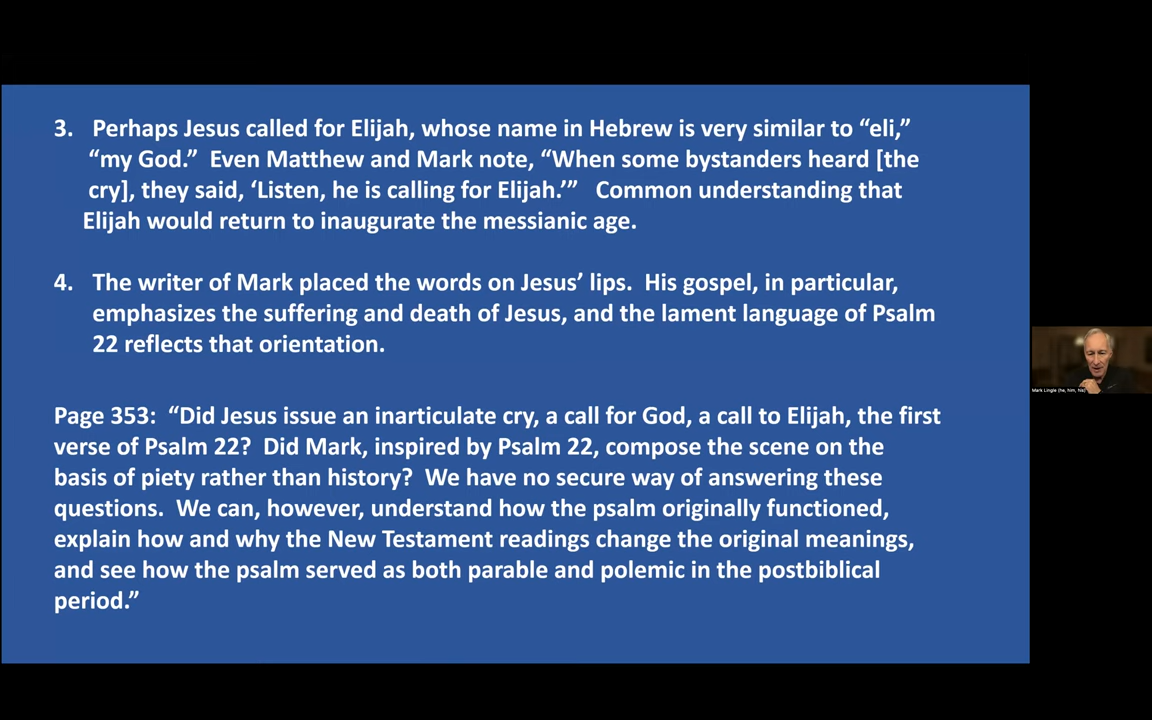 3. Perhaps Jesus called for Elijah, whose name in Hebrew is very similar to “eli,”
“my God.” Even Matthew and Mark note, “When some bystanders heard [the
cry], they said, ‘Listen, he is calling for Elijah.’” Common understanding that
Elijah would return to inaugurate the messianic age.
4. The writer of Mark placed the words on Jesus’ lips. His gospel, in particular,
emphasizes the suffering and death of Jesus, and the lament language of Psalm
22 reflects that orientation.
Page 353: “Did Jesus issue an inarticulate cry, a call for God, a call to Elijah, the first
verse of Psalm 22? Did Mark, inspired by Psalm 22, compose the scene on the
basis of piety rather than history? We have no secure way of answering these
questions. We can, however, understand how the psalm originally functioned,
explain how and why the New Testament readings change the original meanings,
and see how the psalm served as both parable and polemic in the postbiblical
period.”
Mark Lingle (he, him, his)